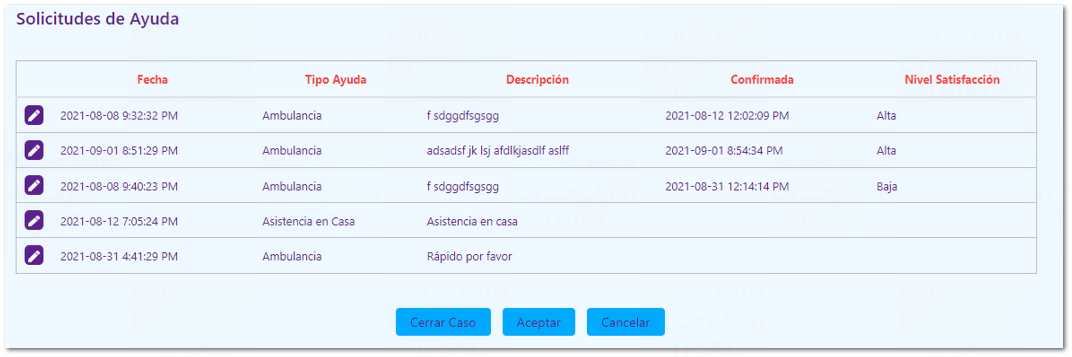 Solicitudes de Ayuda
Fecha Tipo Ayuda Descripción Confirmada Nivel Satisfacción
2021-08-08 9:32:32 PM Ambulancia f sdggdfsgsgg 2021-08-12 12:02:09 PM Alta
2021-09-01 8:51:29 PM Ambulancia adsadsf jk lsj afdlkjasdlf aslff 2021-09-01 8:54:34 PM Alta
2021-08-08 9:40:23 PM Ambulancia f sdggdfsgsgg 2021-08-31 12:14:14 PM Baja
2021-08-12 7:05:24 PM Asistencia en Casa Asistencia en casa
2021-08-31 4:41:29 PM Ambulancia Rápido por favor
Cerrar Caso Aceptar Cancelar